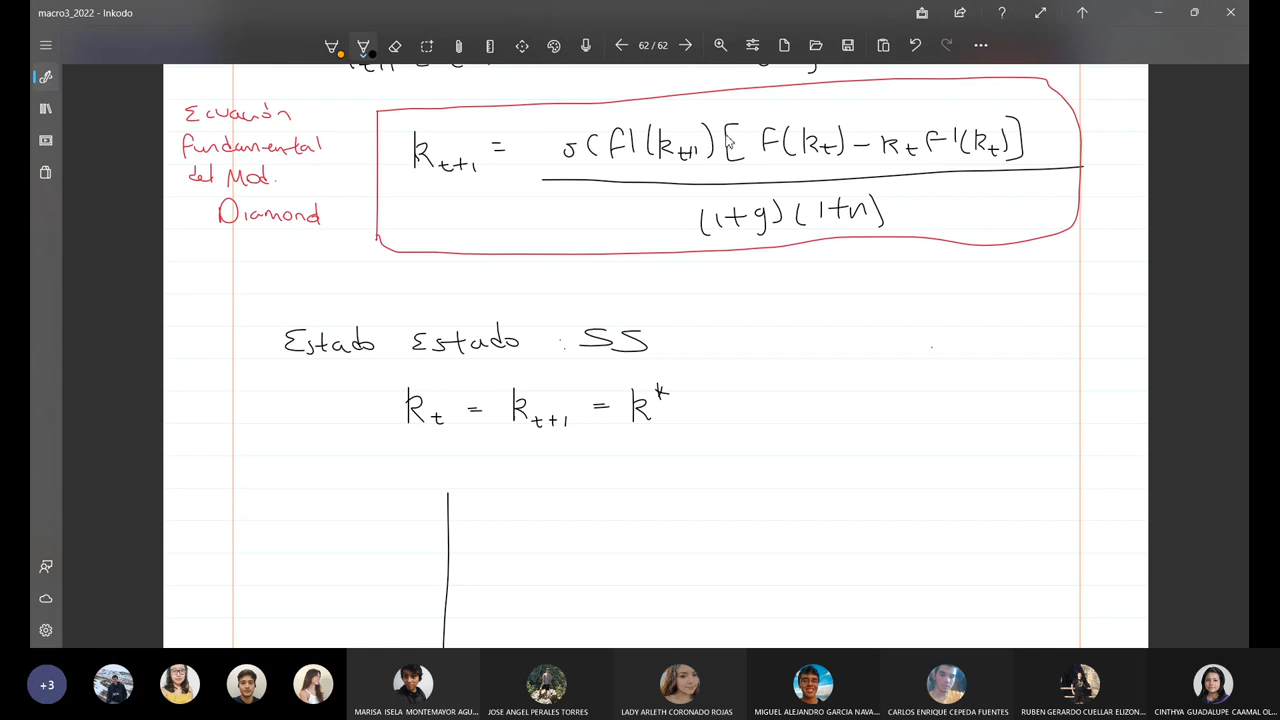 macro3_2022 - Inkodo
62 / 62
Ecuación
fundamental
del Mod.
Diamond
k_{t+1} = s(f'(k_{t+1})[f(k_t) - k_t f'(k_t)]
(1+g)(1+n)
Estado Estado : SS
k_t = k_{t+1} = k*
+3
MARISA ISELA MONTEMAYOR AGU...
JOSE ANGEL PERALES TORRES
LADY ARLETH CORONADO ROJAS
MIGUEL ALEJANDRO GARCIA NAVA...
CARLOS ENRIQUE CEPEDA FUENTES
RUBEN GERARDO CUELLAR ELIZON...
CINTHYA GUADALUPE CAAMAL OL...